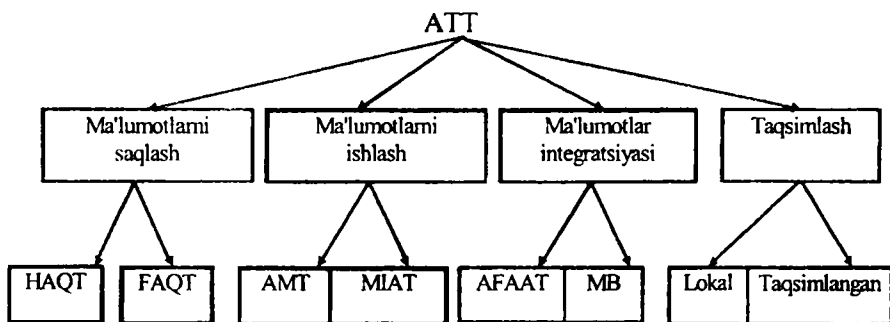 ATT
Ma'lumotlarni
saqlash
Ma'lumotlarni
ishlash
Ma'lumotlar
integratsiyasi
Taqsimlash
HAQT
FAQT
AMT
MIAT
AFAAT
MB
Lokal
Taqsimlangan